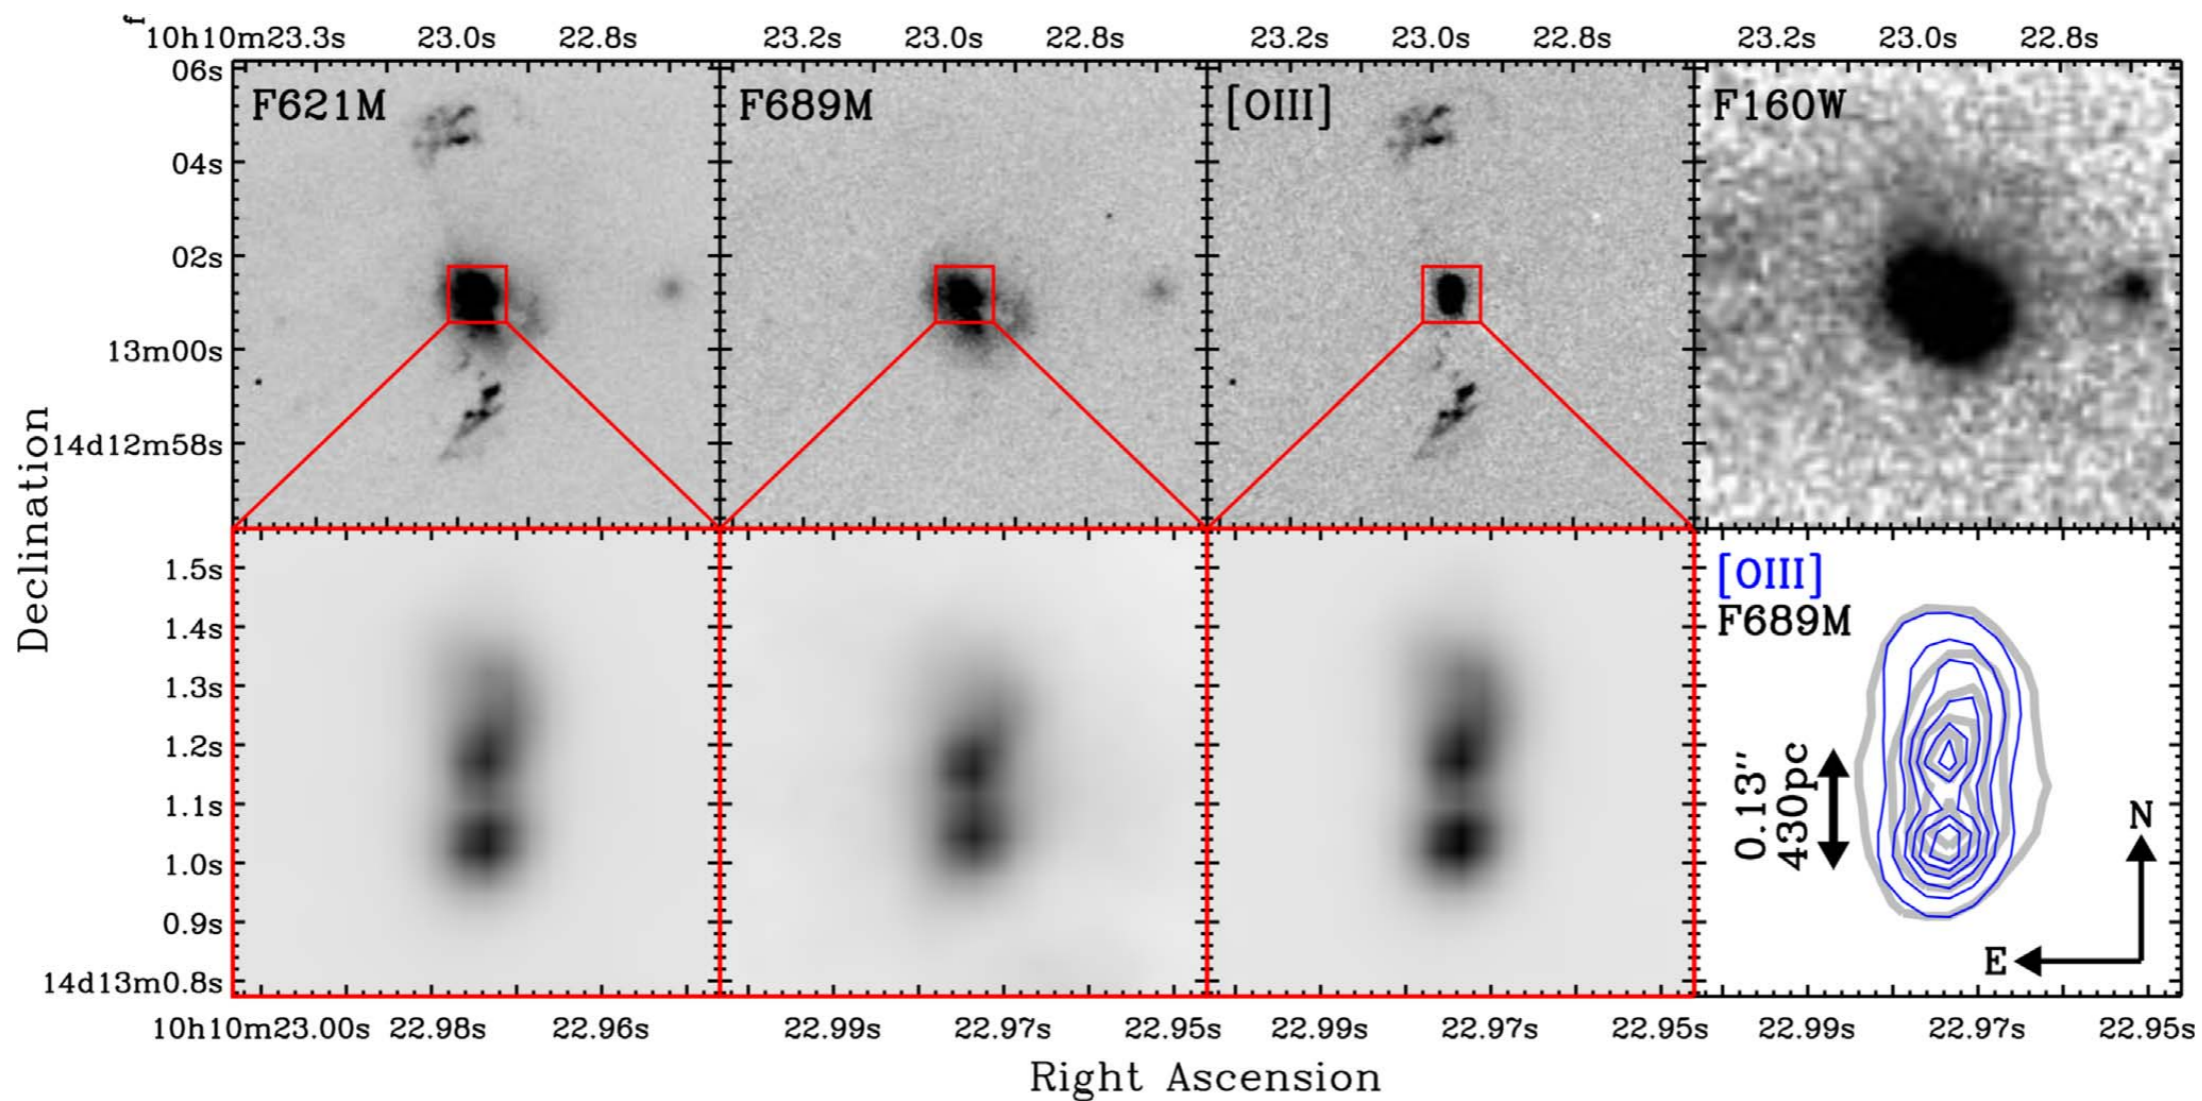 f
10h10m23.3s 23.0s 22.8s 23.2s 23.0s 22.8s 23.2s 23.0s 22.8s 23.2s 23.0s 22.8s
06s
F621M F689M [OIII] F160W
04s
02s
13m00s
14d12m58s
Declination
1.5s
[OIII]
1.4s
F689M
1.3s
1.2s
0.13"
430pc
1.1s
N
1.0s
0.9s
E
14d13m0.8s
10h10m23.00s 22.98s 22.96s 22.99s 22.97s 22.95s 22.99s 22.97s 22.95s 22.99s 22.97s 22.95s
Right Ascension